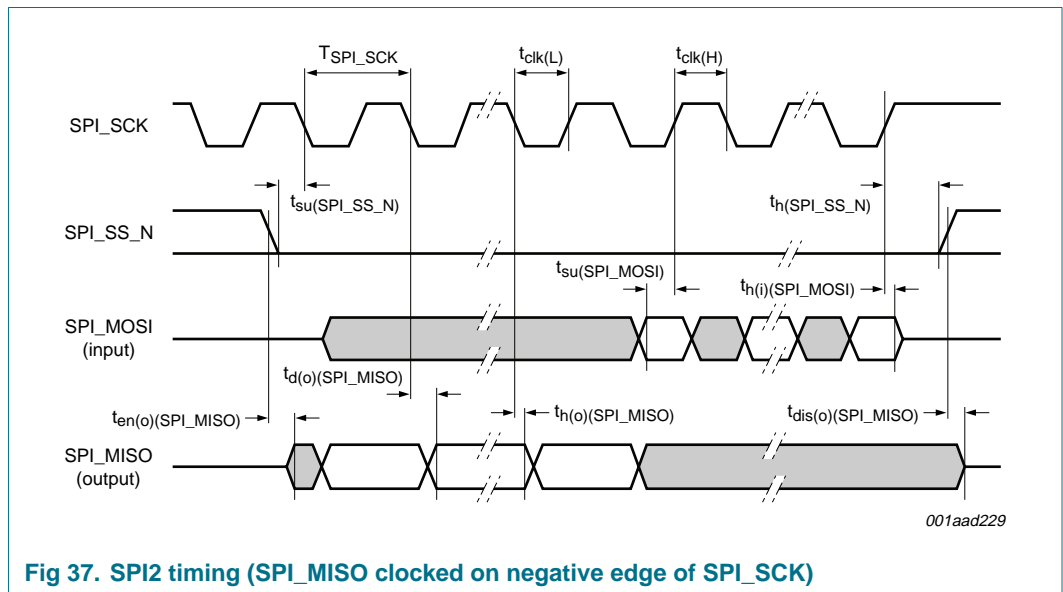 TSPI_SCK
tclk(L)
tclk(H)
SPI_SCK
tsu(SPI_SS_N)
th(SPI_SS_N)
SPI_SS_N
tsu(SPI_MOSI)
th(i)(SPI_MOSI)
SPI_MOSI
(input)
td(o)(SPI_MISO)
ten(o)(SPI_MISO)
th(o)(SPI_MISO)
tdis(o)(SPI_MISO)
SPI_MISO
(output)
001aad229
Fig 37. SPI2 timing (SPI_MISO clocked on negative edge of SPI_SCK)